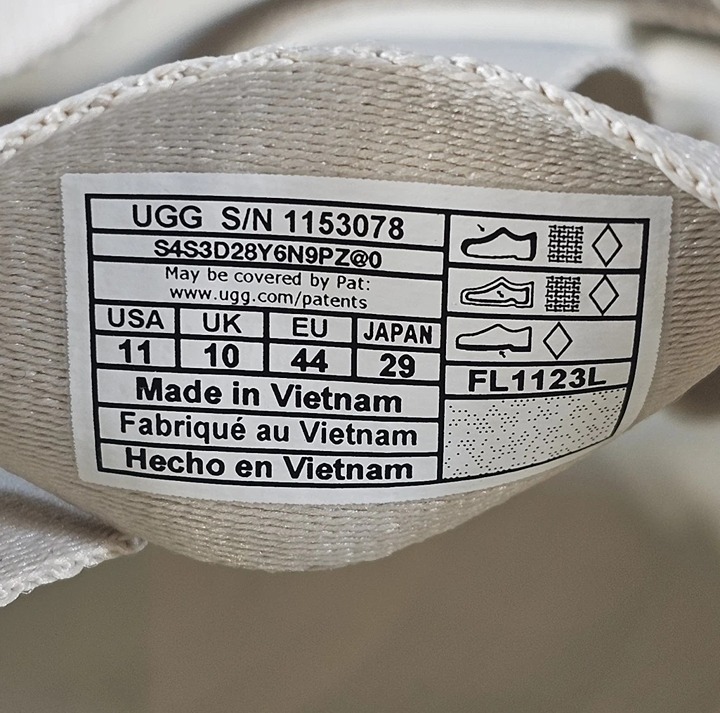 UGG S/N 1153078
S4S3D28Y6N9PZ@0
May be covered by Pat:
www.ugg.com/patents
USA UK EU JAPAN
11 10 44 29
Made in Vietnam
Fabriqué au Vietnam
Hecho en Vietnam
FL1123L